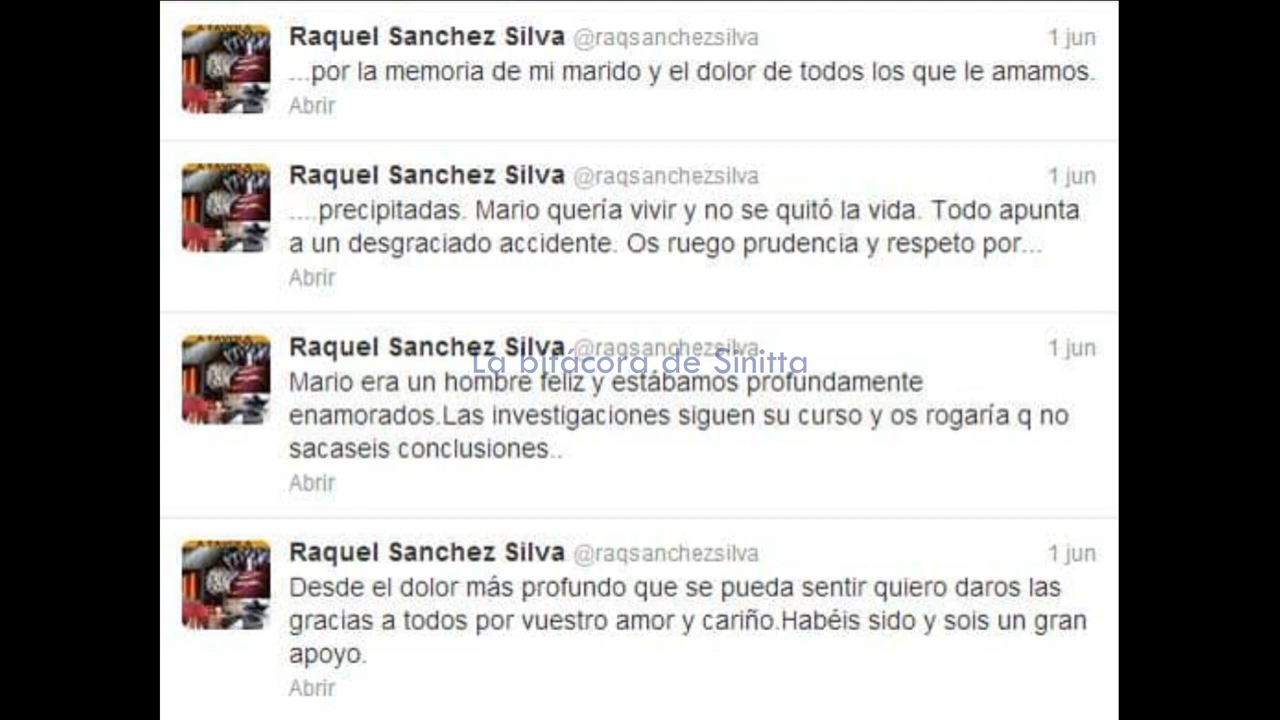 Raquel Sanchez Silva @raqsanchezsilva 1 jun
...por la memoria de mi marido y el dolor de todos los que le amamos.
Abrir
Raquel Sanchez Silva @raqsanchezsilva 1 jun
....precipitadas. Mario quería vivir y no se quitó la vida. Todo apunta
a un desgraciado accidente. Os ruego prudencia y respeto por...
Abrir
Raquel Sanchez Silva @raqsanchezsilva 1 jun
La bitácora de Sinitta
Mario era un hombre feliz y estábamos profundamente
enamorados.Las investigaciones siguen su curso y os rogaría q no
sacaseis conclusiones..
Abrir
Raquel Sanchez Silva @raqsanchezsilva 1 jun
Desde el dolor más profundo que se pueda sentir quiero daros las
gracias a todos por vuestro amor y cariño.Habéis sido y sois un gran
apoyo.
Abrir